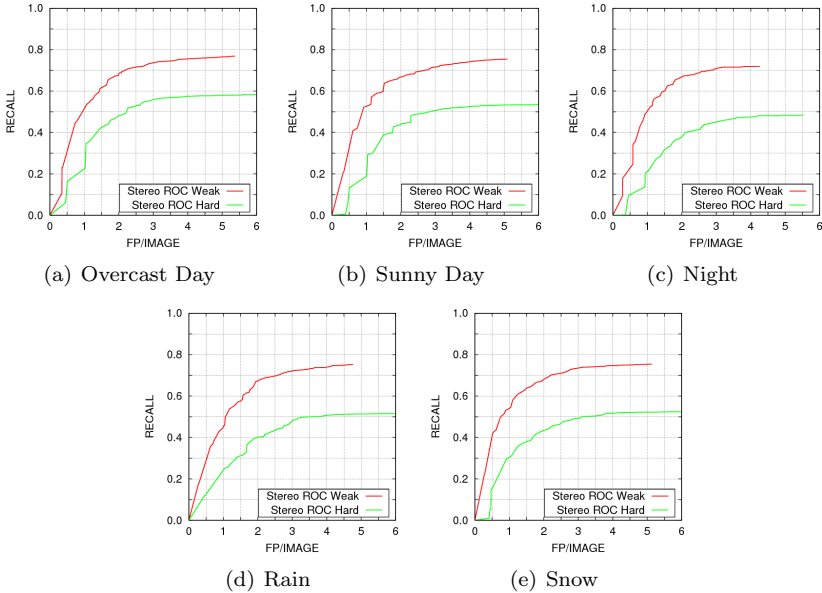 1.0
0.8
0.6
0.4
0.2
0.0
RECALL
Stereo ROC Weak
Stereo ROC Hard
0 1 2 3 4 5 6
FP/IMAGE
(a) Overcast Day
1.0
0.8
0.6
0.4
0.2
0.0
RECALL
Stereo ROC Weak
Stereo ROC Hard
0 1 2 3 4 5 6
FP/IMAGE
(b) Sunny Day
1.0
0.8
0.6
0.4
0.2
0.0
RECALL
Stereo ROC Weak
Stereo ROC Hard
0 1 2 3 4 5 6
FP/IMAGE
(c) Night
1.0
0.8
0.6
0.4
0.2
0.0
RECALL
Stereo ROC Weak
Stereo ROC Hard
0 1 2 3 4 5 6
FP/IMAGE
(d) Rain
1.0
0.8
0.6
0.4
0.2
0.0
RECALL
Stereo ROC Weak
Stereo ROC Hard
0 1 2 3 4 5 6
FP/IMAGE
(e) Snow